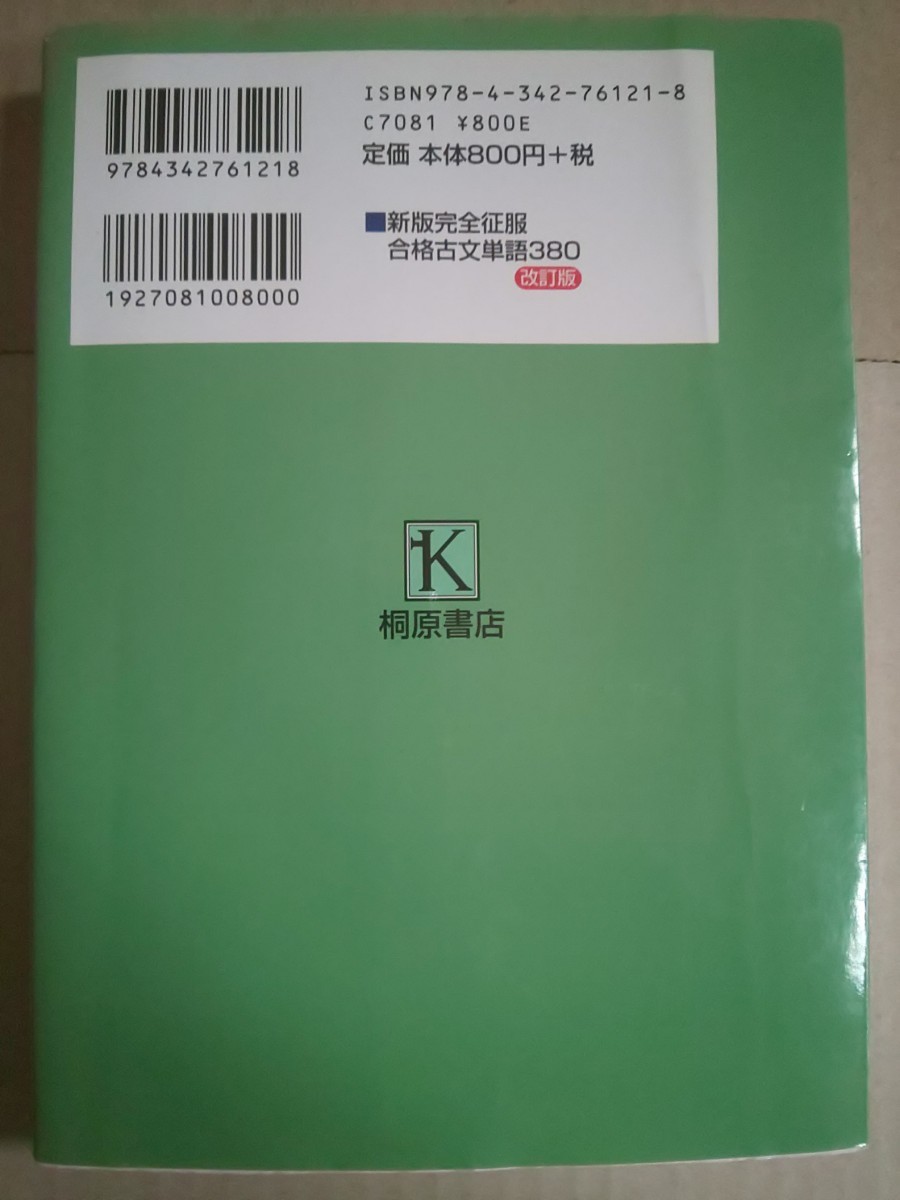 9784342761218
1927081008000
ISBN978-4-342-76121-8
C7081 ¥800E
定価 本体800円+税
■新版完全征服
合格古文単語380
改訂版
K
桐原書店